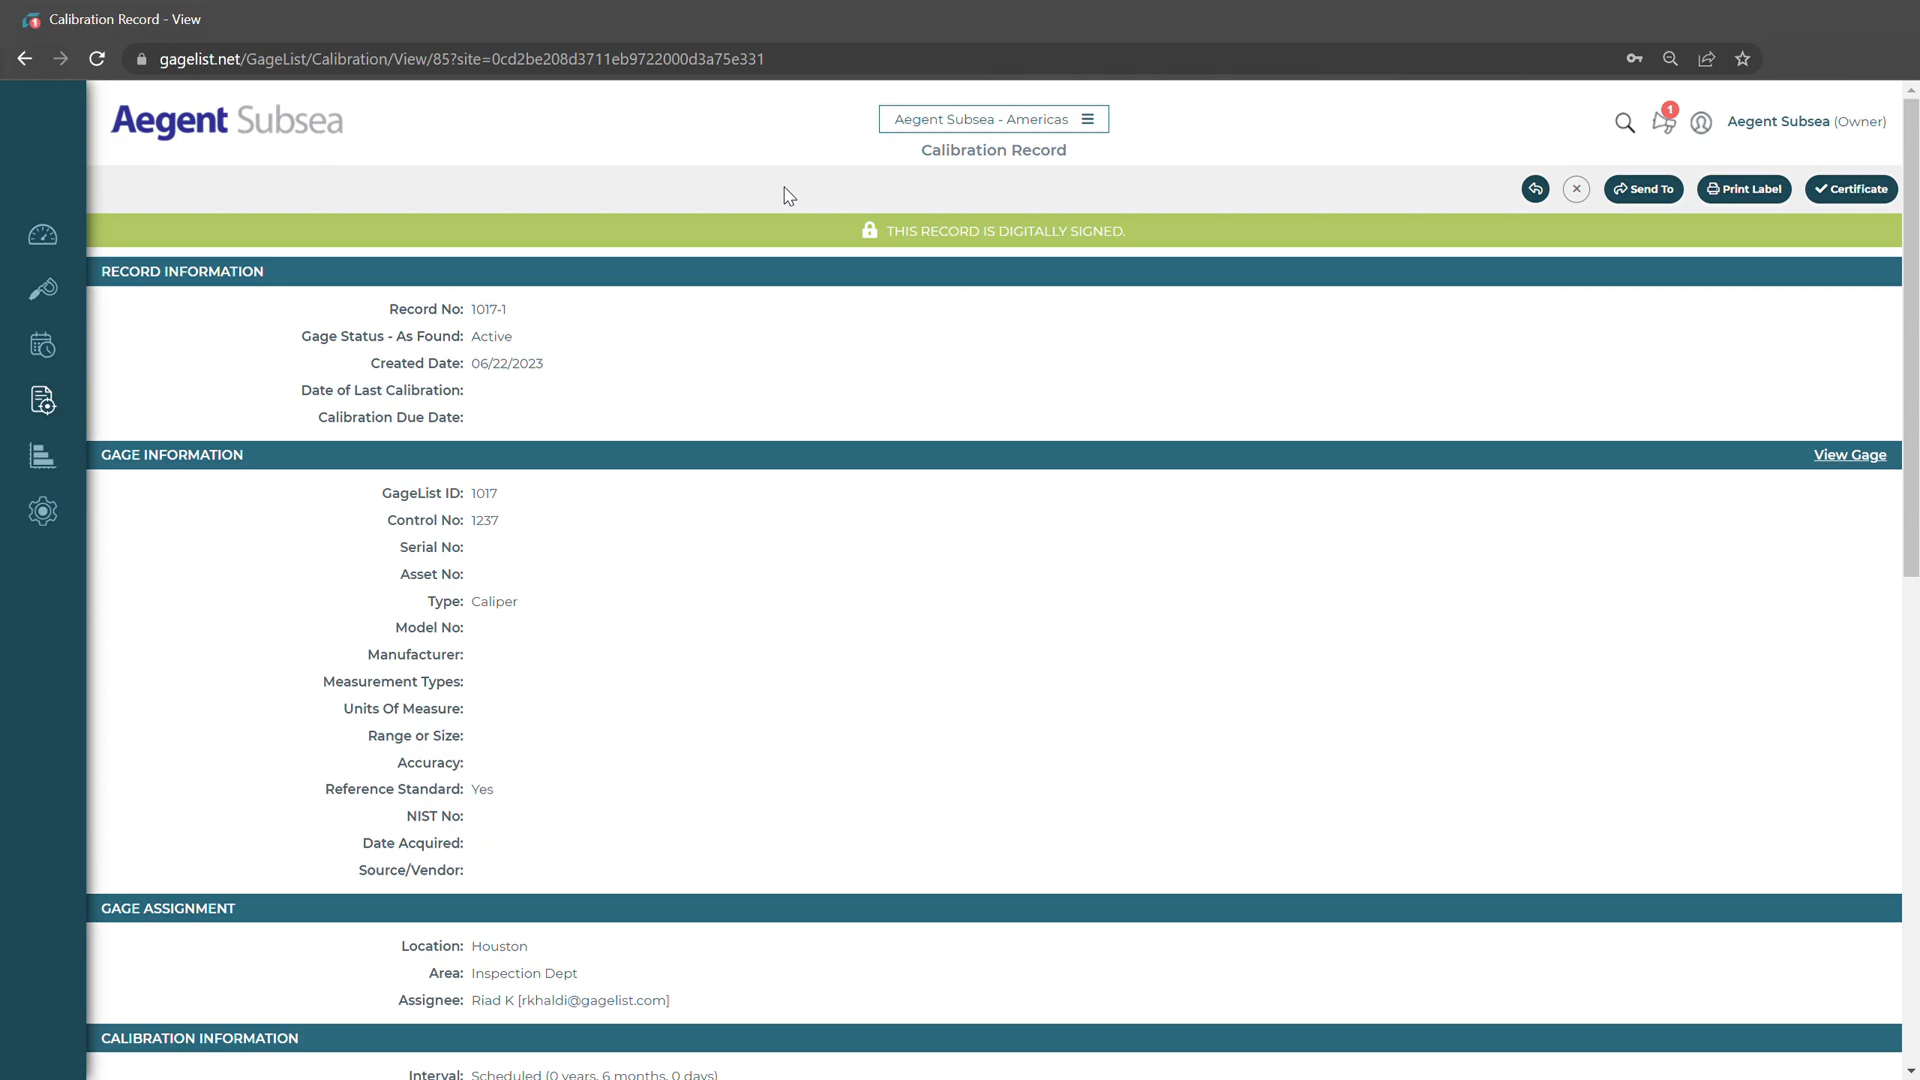 Calibration Record - View
gagelist.net/GageList/Calibration/View/85?site=0cd2be208d3711eb9722000d3a75e331
Aegent Subsea
Aegent Subsea - Americas
Calibration Record
1
Aegent Subsea (Owner)
Send To
Print Label
Certificate
THIS RECORD IS DIGITALLY SIGNED.
RECORD INFORMATION
Record No: 1017-1
Gage Status - As Found: Active
Created Date: 06/22/2023
Date of Last Calibration:
Calibration Due Date:
GAGE INFORMATION View Gage
GageList ID: 1017
Control No: 1237
Serial No:
Asset No:
Type: Caliper
Model No:
Manufacturer:
Measurement Types:
Units Of Measure:
Range or Size:
Accuracy:
Reference Standard: Yes
NIST No:
Date Acquired:
Source/Vendor:
GAGE ASSIGNMENT
Location: Houston
Area: Inspection Dept
Assignee: Riad K [rkhaldi@gagelist.com]
CALIBRATION INFORMATION
Interval: Scheduled (0 years, 6 months, 0 days)